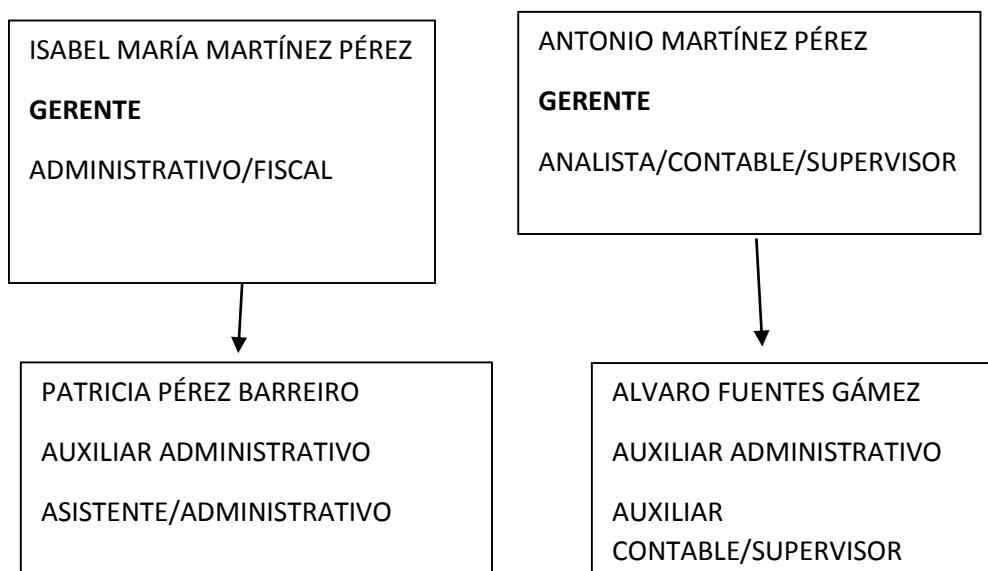 ISABEL MARÍA MARTÍNEZ PÉREZ
GERENTE
ADMINISTRATIVO/FISCAL
ANTONIO MARTÍNEZ PÉREZ
GERENTE
ANALISTA/CONTABLE/SUPERVISOR
PATRICIA PÉREZ BARREIRO
AUXILIAR ADMINISTRATIVO
ASISTENTE/ADMINISTRATIVO
ALVARO FUENTES GÁMEZ
AUXILIAR ADMINISTRATIVO
AUXILIAR
CONTABLE/SUPERVISOR